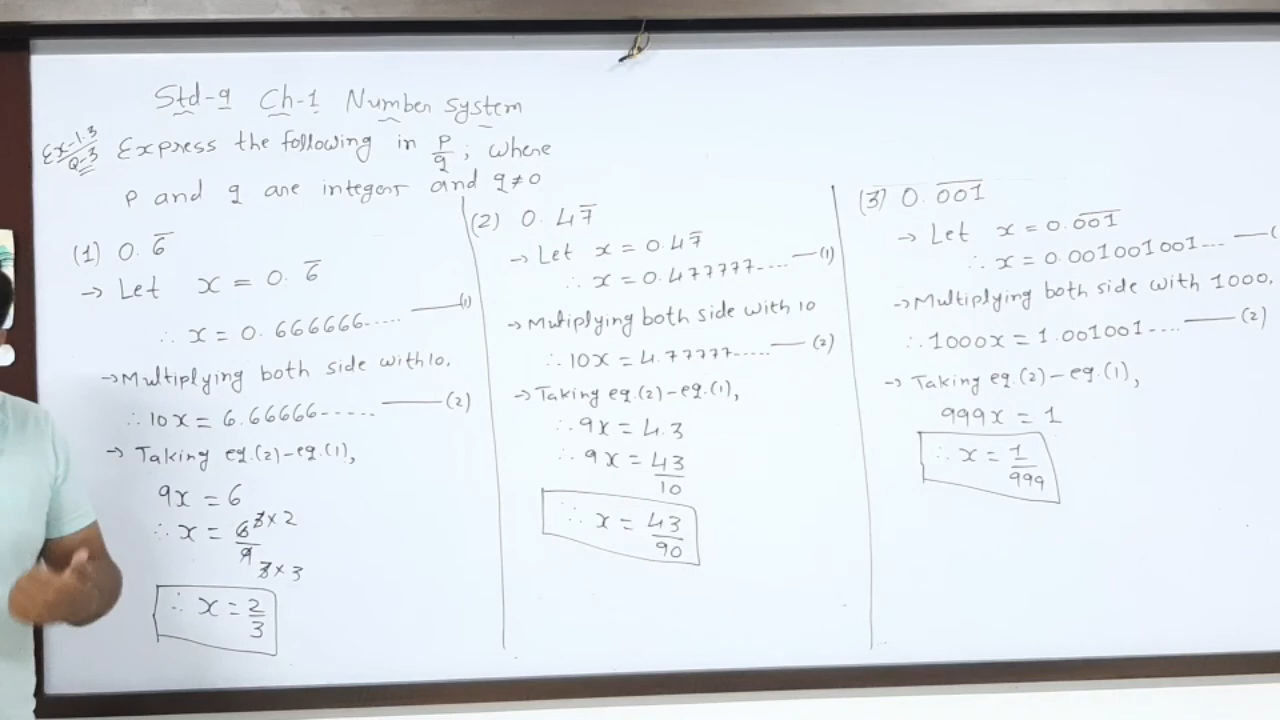 Std-9 Ch-1 Number system
Ex-1.3
Q-3
Express the following in p/q; where
p and q are integers and q≠0
(1) 0.6̅
→ Let x = 0.6̅
∴ x = 0.666666..... —(1)
→ Multiplying both side with 10,
∴ 10x = 6.66666----- —(2)
→ Taking eq.(2)-eq.(1),
9x = 6
∴ x = 6/9 3×2 3×3
∴ x = 2/3
(2) 0.47̅
→ Let x = 0.47̅
∴ x = 0.477777.... —(1)
→ Mutiplying both side with 10
∴ 10x = 4.77777..... —(2)
→ Taking eq.(2)-eq.(1),
∴ 9x = 4.3
∴ 9x = 43/10
∴ x = 43/90
(3) 0.0̅0̅1̅
→ Let x = 0.0̅0̅1̅
∴ x = 0.001001001.... —(
→ Multiplying both side with 1000,
∴ 1000x = 1.001001.... —(2)
→ Taking eq.(2)-eq.(1),
999x = 1
∴ x = 1/999